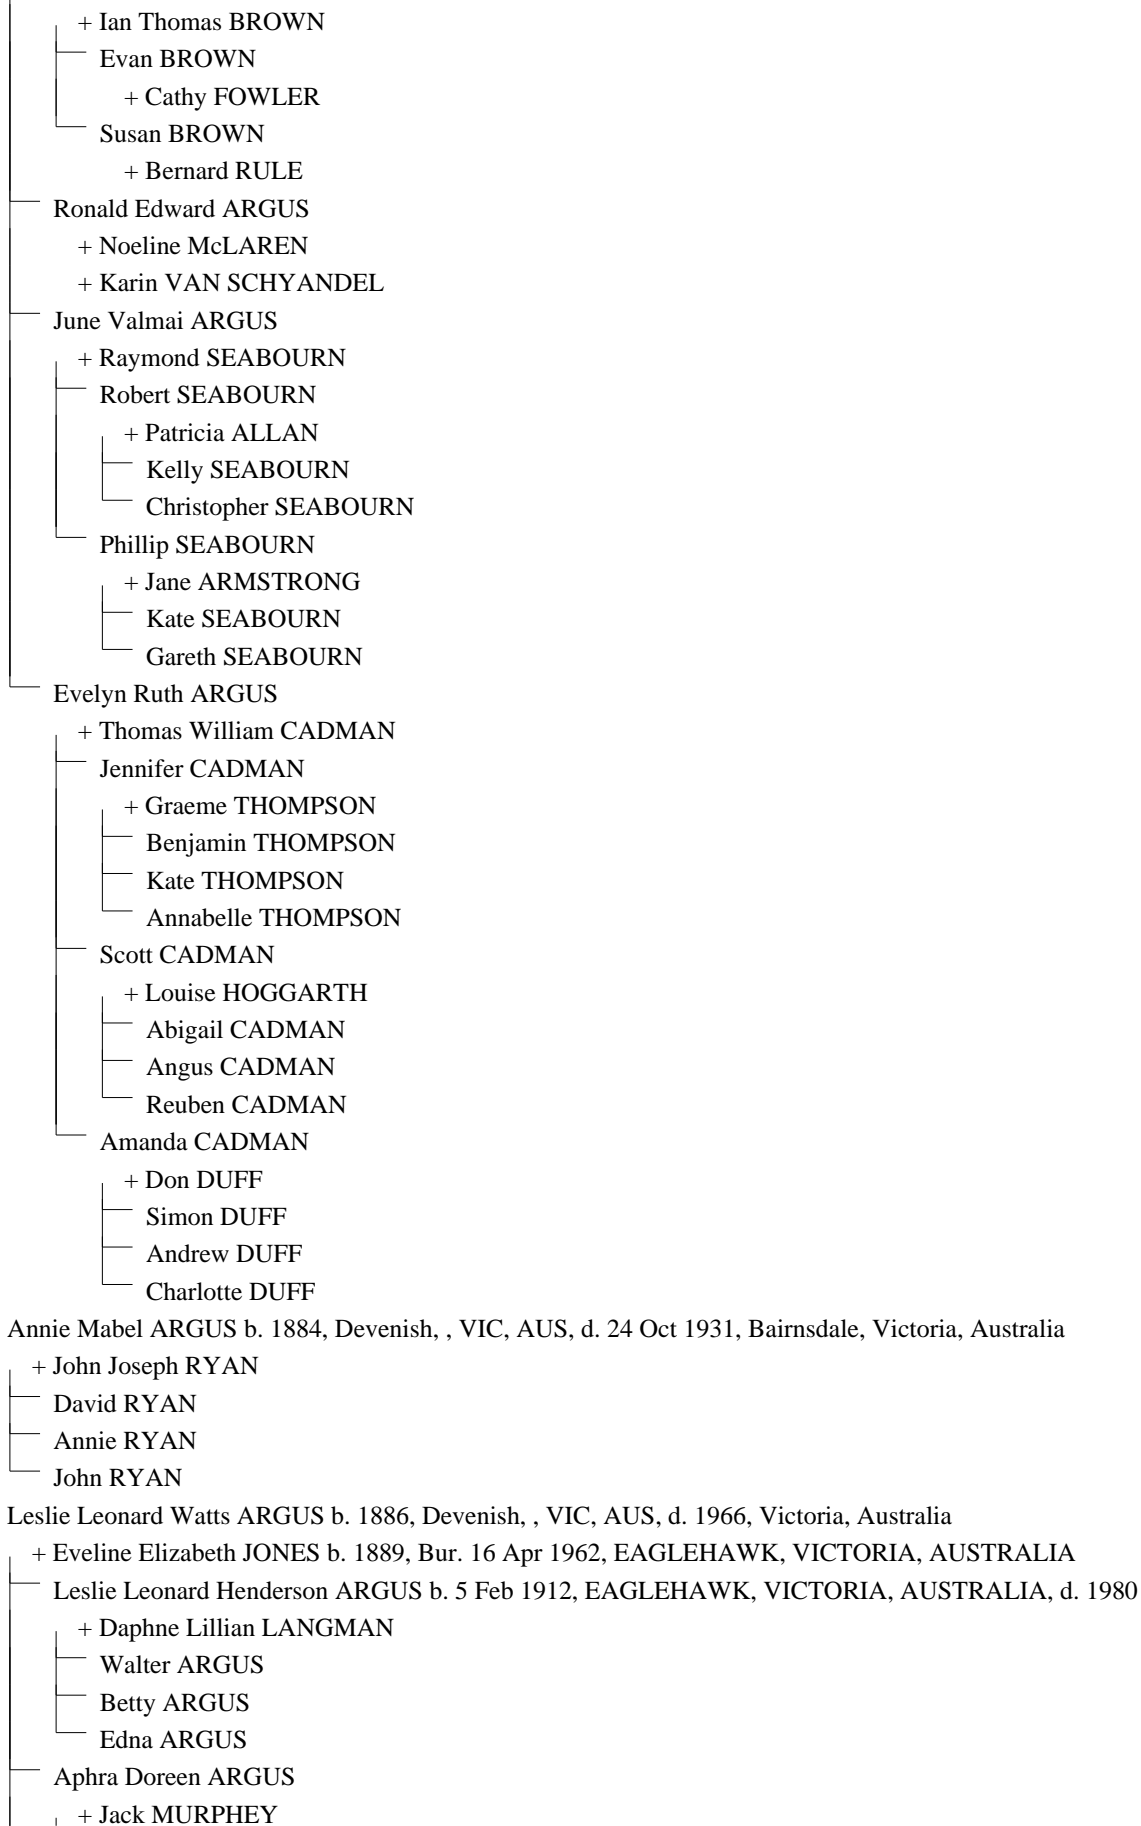 + Ian Thomas BROWN
Evan BROWN
+ Cathy FOWLER
Susan BROWN
+ Bernard RULE
Ronald Edward ARGUS
+ Noeline McLAREN
+ Karin VAN SCHYANDEL
June Valmai ARGUS
+ Raymond SEABOURN
Robert SEABOURN
+ Patricia ALLAN
Kelly SEABOURN
Christopher SEABOURN
Phillip SEABOURN
+ Jane ARMSTRONG
Kate SEABOURN
Gareth SEABOURN
Evelyn Ruth ARGUS
+ Thomas William CADMAN
Jennifer CADMAN
+ Graeme THOMPSON
Benjamin THOMPSON
Kate THOMPSON
Annabelle THOMPSON
Scott CADMAN
+ Louise HOGGARTH
Abigail CADMAN
Angus CADMAN
Reuben CADMAN
Amanda CADMAN
+ Don DUFF
Simon DUFF
Andrew DUFF
Charlotte DUFF
Annie Mabel ARGUS b. 1884, Devenish, , VIC, AUS, d. 24 Oct 1931, Bairnsdale, Victoria, Australia
+ John Joseph RYAN
David RYAN
Annie RYAN
John RYAN
Leslie Leonard Watts ARGUS b. 1886, Devenish, , VIC, AUS, d. 1966, Victoria, Australia
+ Eveline Elizabeth JONES b. 1889, Bur. 16 Apr 1962, EAGLEHAWK, VICTORIA, AUSTRALIA
Leslie Leonard Henderson ARGUS b. 5 Feb 1912, EAGLEHAWK, VICTORIA, AUSTRALIA, d. 1980
+ Daphne Lillian LANGMAN
Walter ARGUS
Betty ARGUS
Edna ARGUS
Aphra Doreen ARGUS
+ Jack MURPHEY